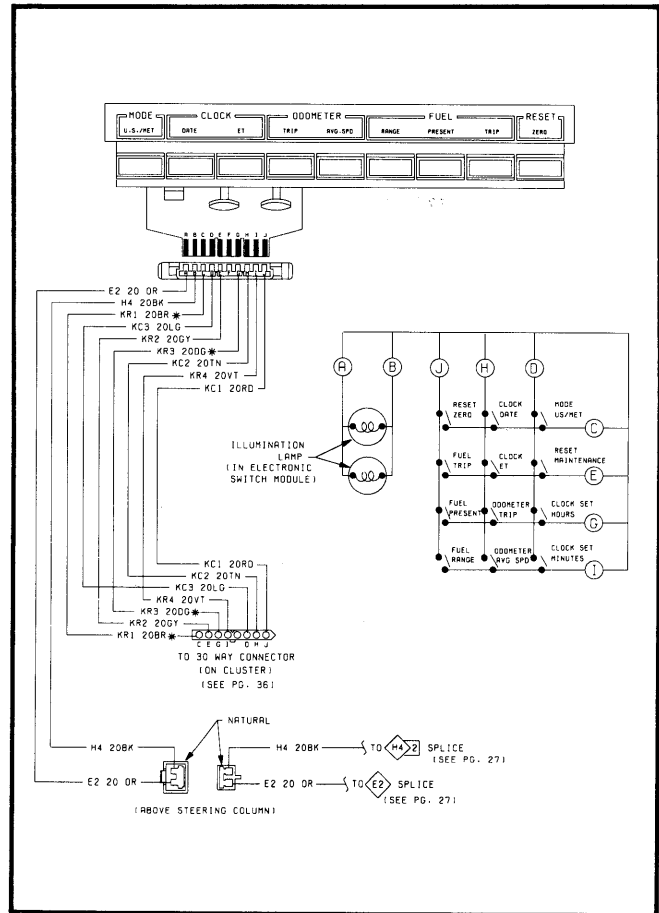 MODE CLOCK ODOMETER FUEL RESET
U.S./MET DATE ET TRIP AVG.SPD RANGE PRESENT TRIP ZERO
A B C D E F G H I J
E2 20 OR
H4 20BK
KR1 20BR*
KC3 20LG
KR2 20GY
KR3 20DG*
KC2 20TN
KR4 20VT
KC1 20RD
A B J H D
RESET ZERO
CLOCK DATE
MODE US/MET
C
FUEL TRIP
CLOCK ET
RESET MAINTENANCE
E
FUEL PRESENT
ODOMETER TRIP
CLOCK SET HOURS
G
FUEL RANGE
ODOMETER AVG SPD
CLOCK SET MINUTES
I
ILLUMINATION
LAMP
(IN ELECTRONIC
SWITCH MODULE)
KC1 20RD
KC2 20TN
KC3 20LG
KR4 20VT
KR3 20DG*
KR2 20GY
KR1 20BR*
C E G I D H J
TO 30 WAY CONNECTOR
(ON CLUSTER)
(SEE PG. 36)
NATURAL
H4 20BK
H4 20BK TO H4 2 SPLICE
(SEE PG. 27)
E2 20 OR
E2 20 OR TO E2 SPLICE
(SEE PG. 27)
(ABOVE STEERING COLUMN)